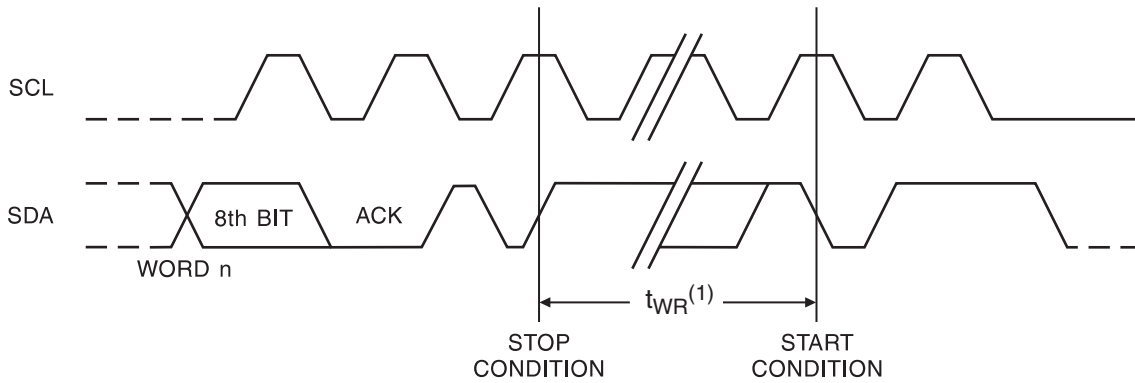 SCL
SDA
8th BIT
ACK
WORD n
tWR(1)
STOP
CONDITION
START
CONDITION